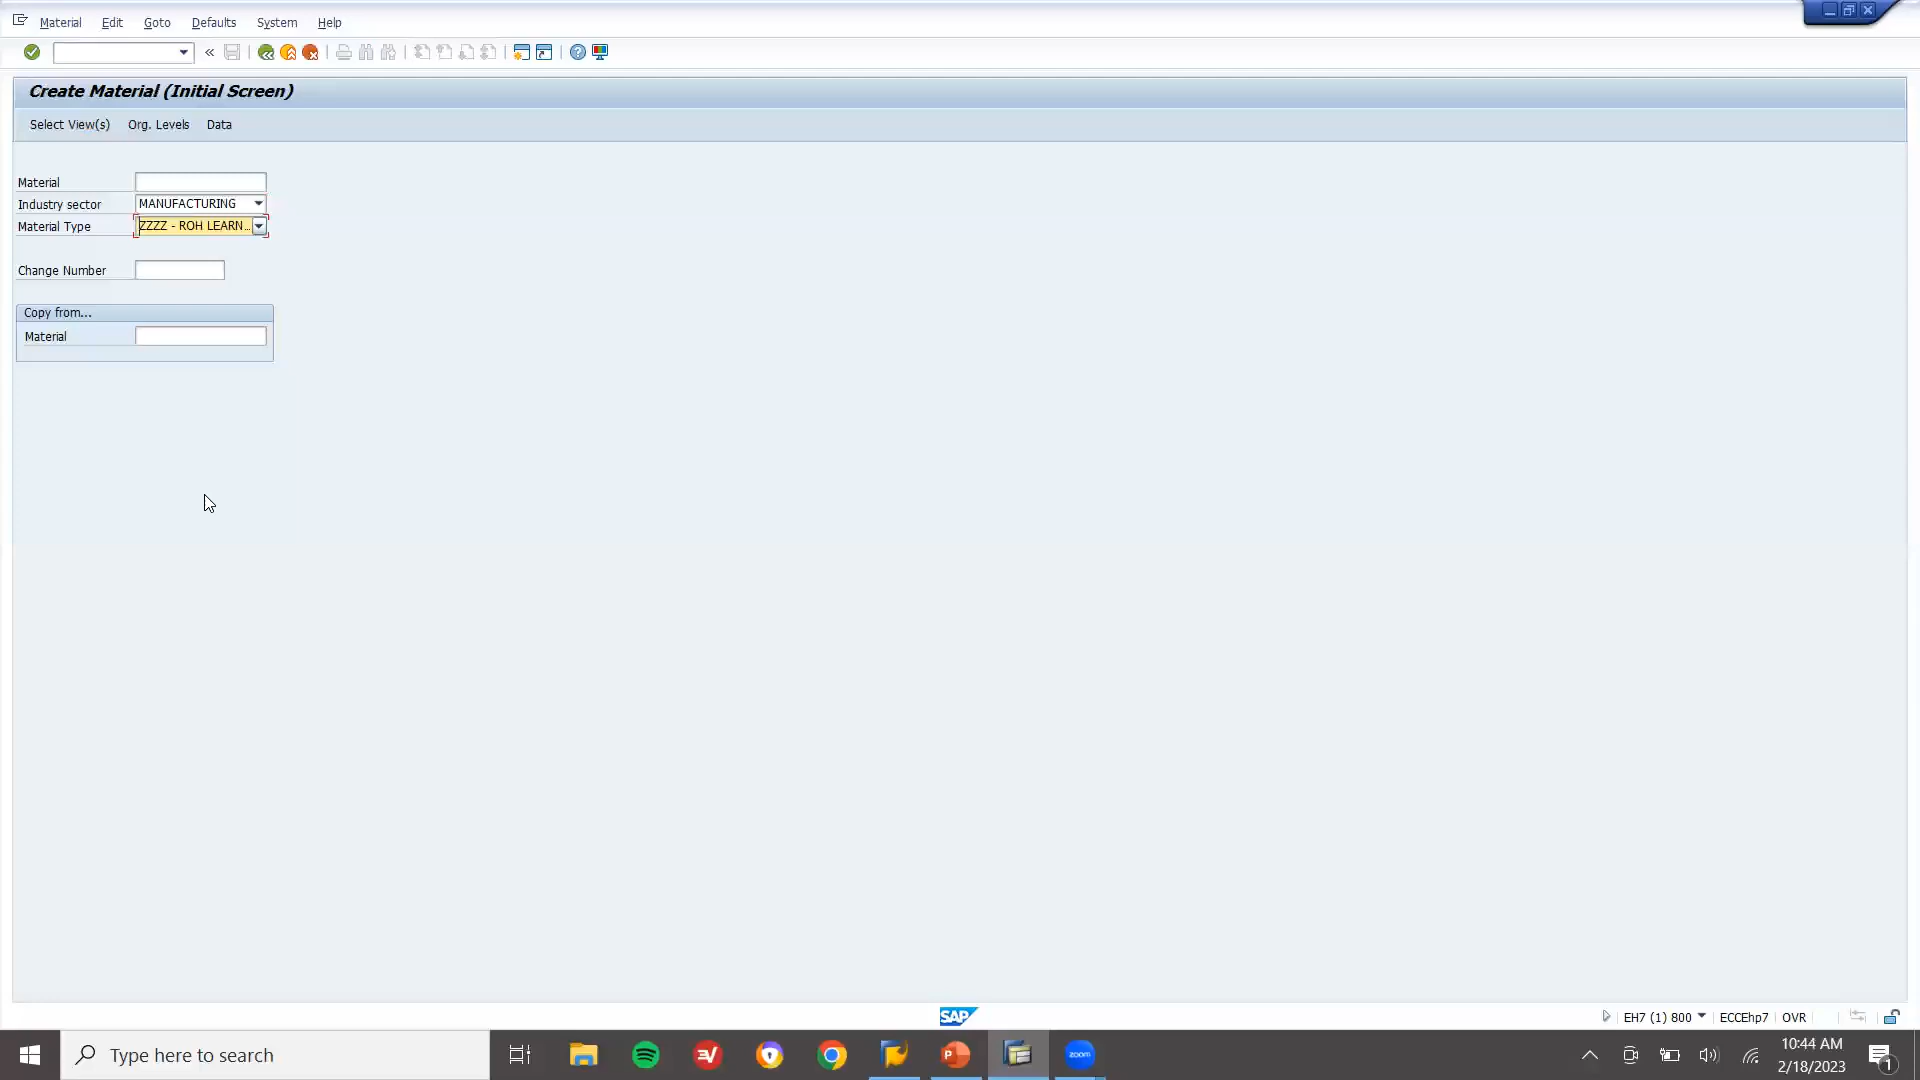 Material Edit Goto Defaults System Help
Create Material (Initial Screen)
Select View(s) Org. Levels Data
Material
Industry sector MANUFACTURING
Material Type ZZZZ - ROH LEARN...
Change Number
Copy from...
Material
SAP
EH7 (1) 800 ECCEhp7 OVR
Type here to search
zoom
10:44 AM
2/18/2023
1